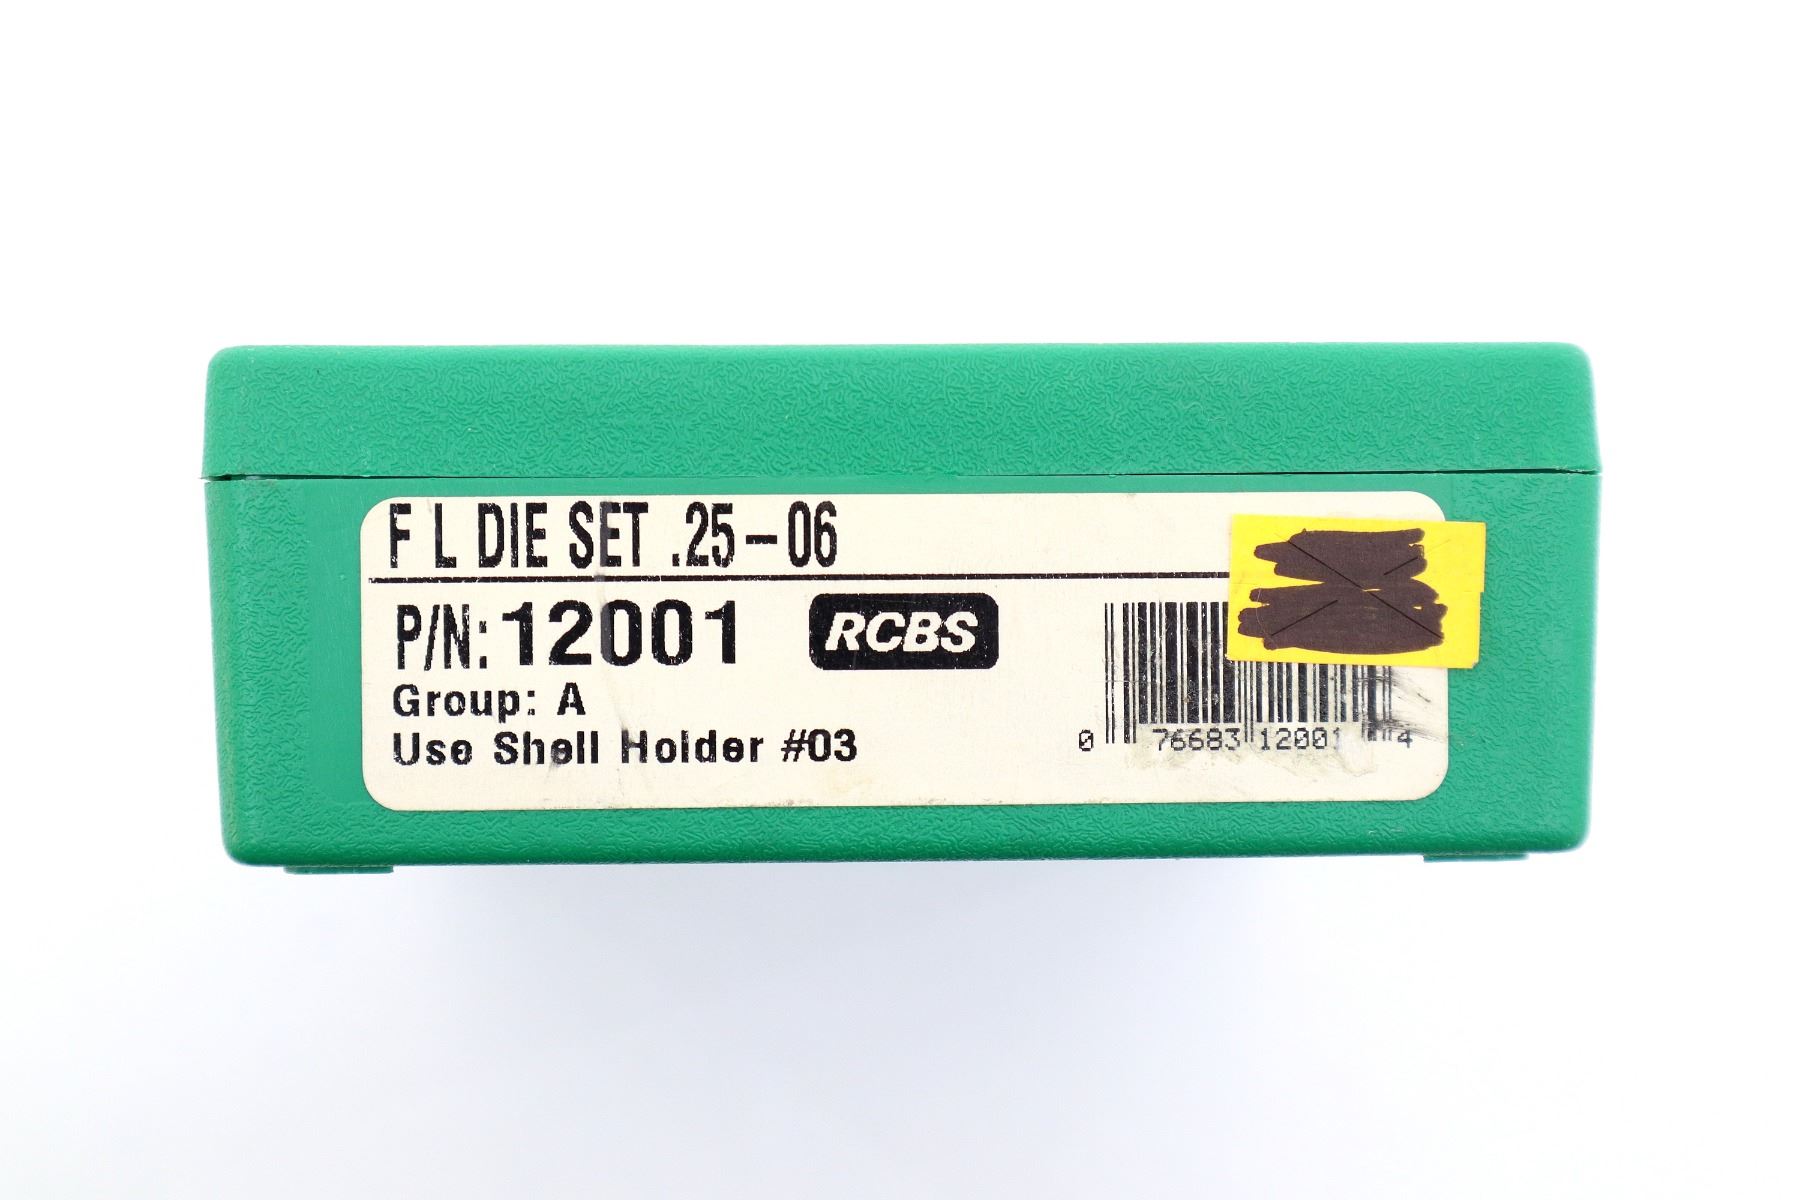 F L DIE SET .25-06
P/N: 12001 RCBS
Group: A
Use Shell Holder #03
0 76683 12001 4